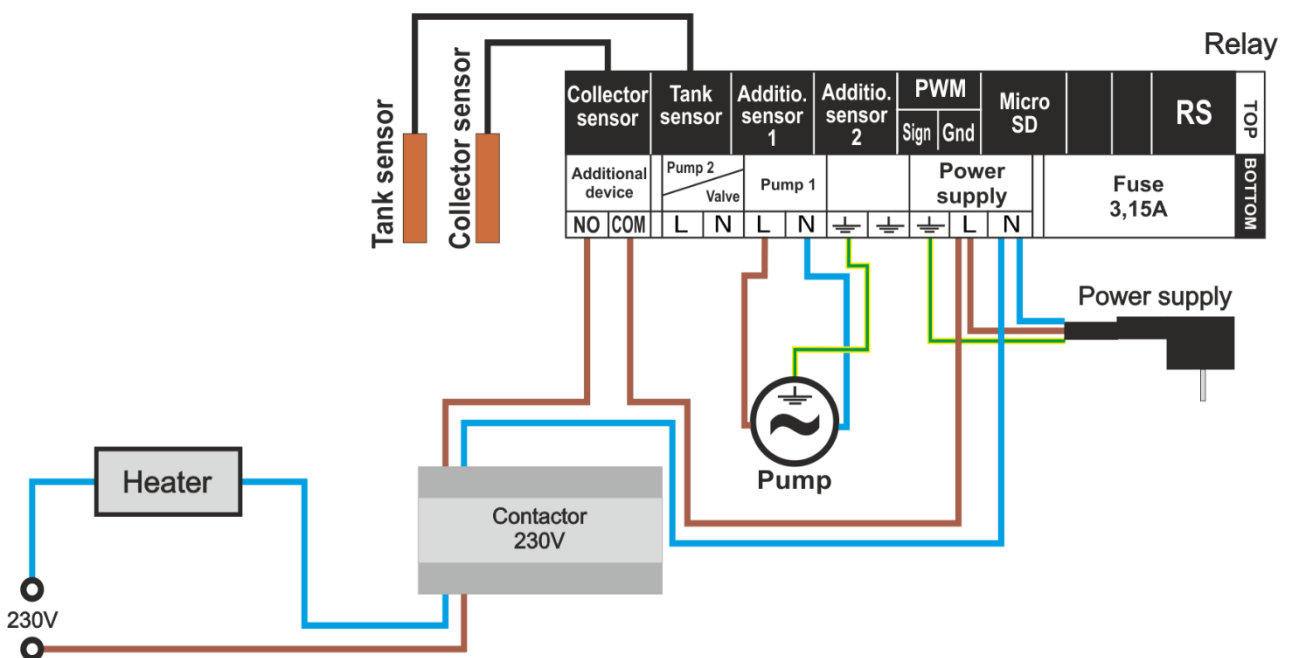 Relay
Collector
sensor
Tank
sensor
Additio.
sensor
1
Additio.
sensor
2
PWM
Sign
Gnd
Micro
SD
RS
TOP
Additional
device
Pump 2
Valve
Pump 1
Power
supply
Fuse
3,15A
BOTTOM
NO
COM
L
N
L
N
L
N
Tank sensor
Collector sensor
Power supply
Pump
Heater
Contactor
230V
230V